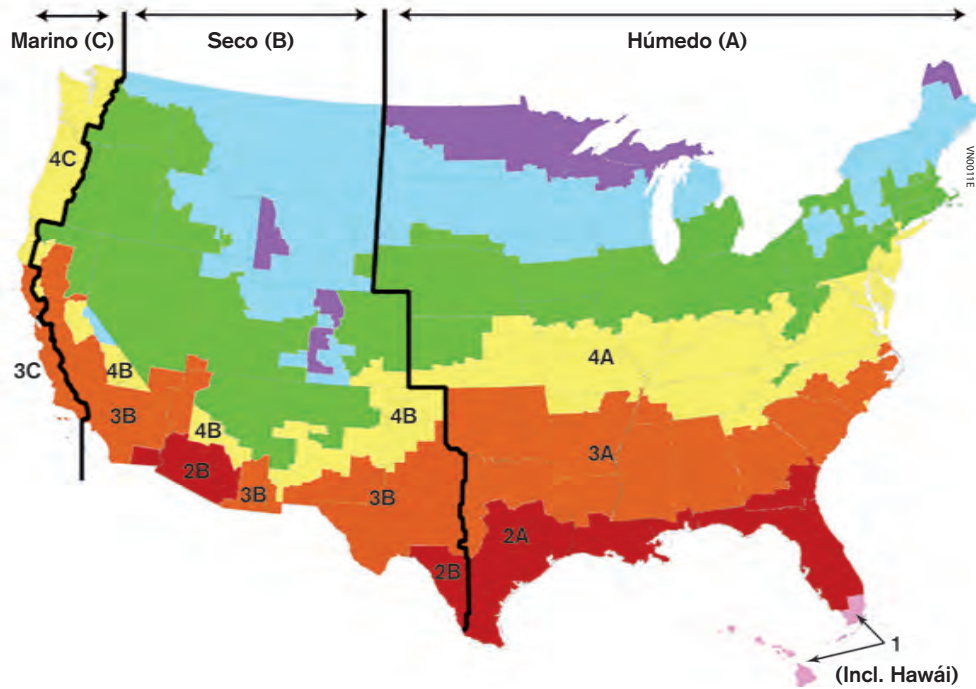 Marino (C)
Seco (B)
Húmedo (A)
VN0011E
4C
4A
3C
4B
4B
3B
4B
3A
2B
3B
3B
2A
2B
1
(Incl. Hawái)